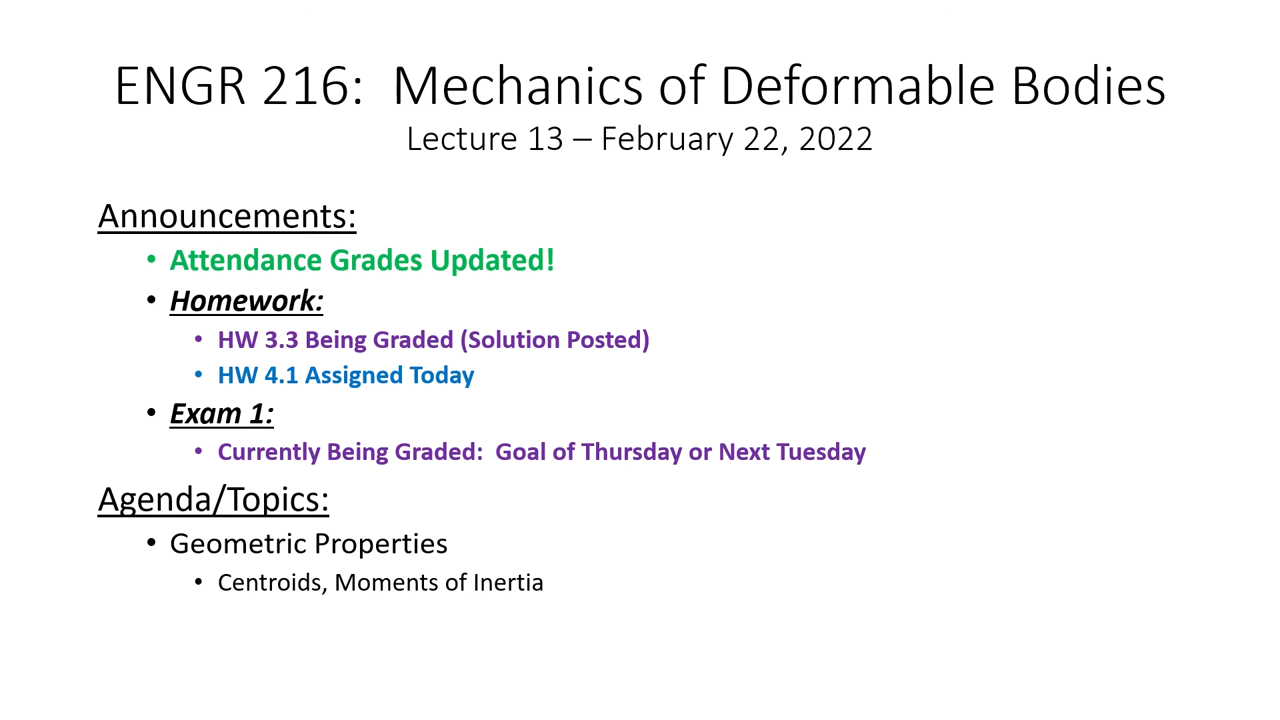 ENGR 216:  Mechanics of Deformable Bodies
Lecture 13 – February 22, 2022
Announcements:
• Attendance Grades Updated!
• Homework:
• HW 3.3 Being Graded (Solution Posted)
• HW 4.1 Assigned Today
• Exam 1:
• Currently Being Graded:  Goal of Thursday or Next Tuesday
Agenda/Topics:
• Geometric Properties
• Centroids, Moments of Inertia